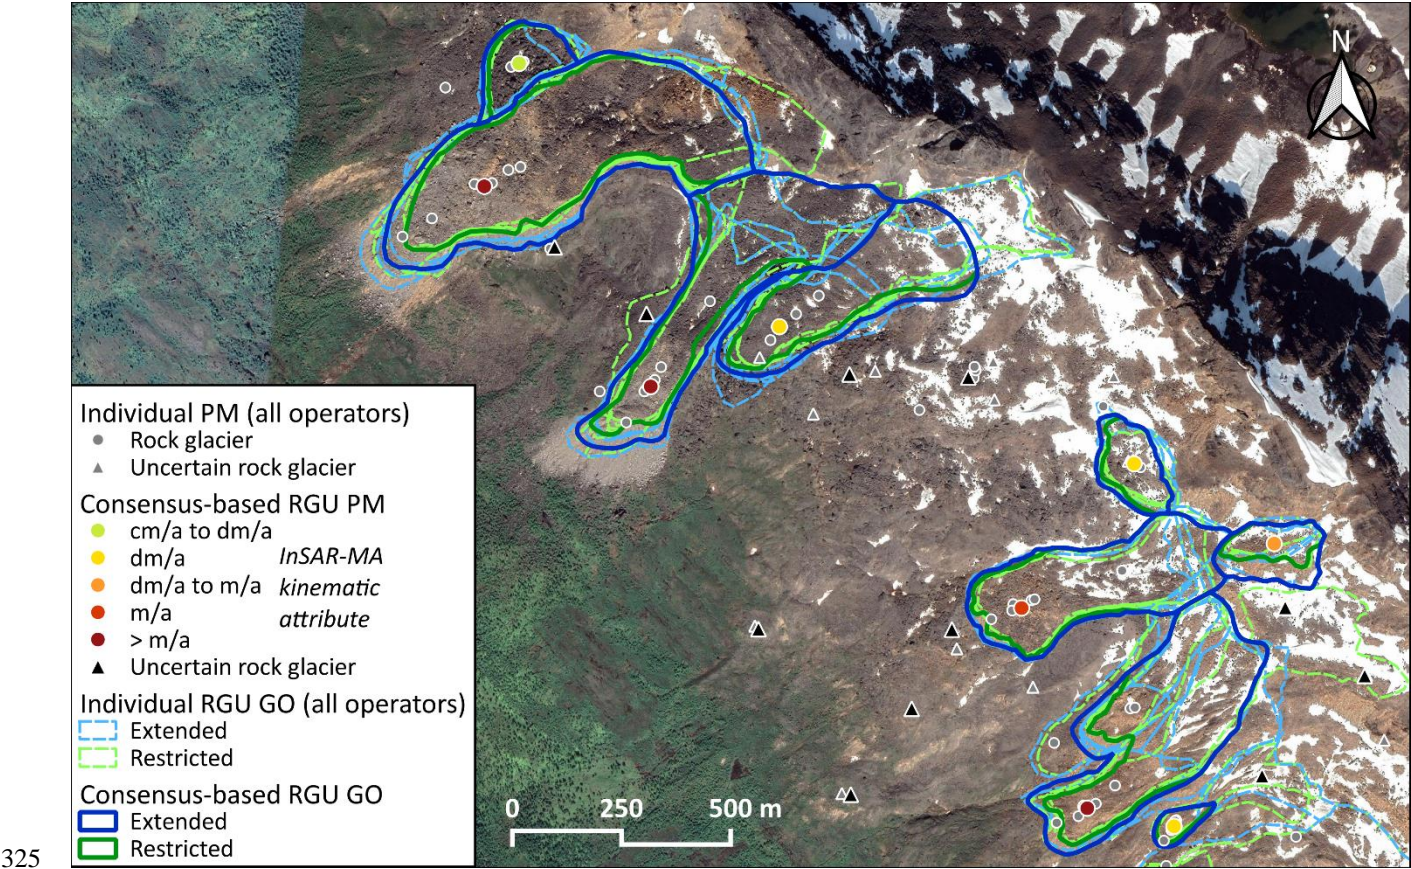 N
Individual PM (all operators)
Rock glacier
Uncertain rock glacier
Consensus-based RGU PM
cm/a to dm/a
dm/a
InSAR-MA
dm/a to m/a
kinematic
m/a
attribute
> m/a
Uncertain rock glacier
Individual RGU GO (all operators)
Extended
Restricted
Consensus-based RGU GO
Extended
Restricted
0 250 500 m
325